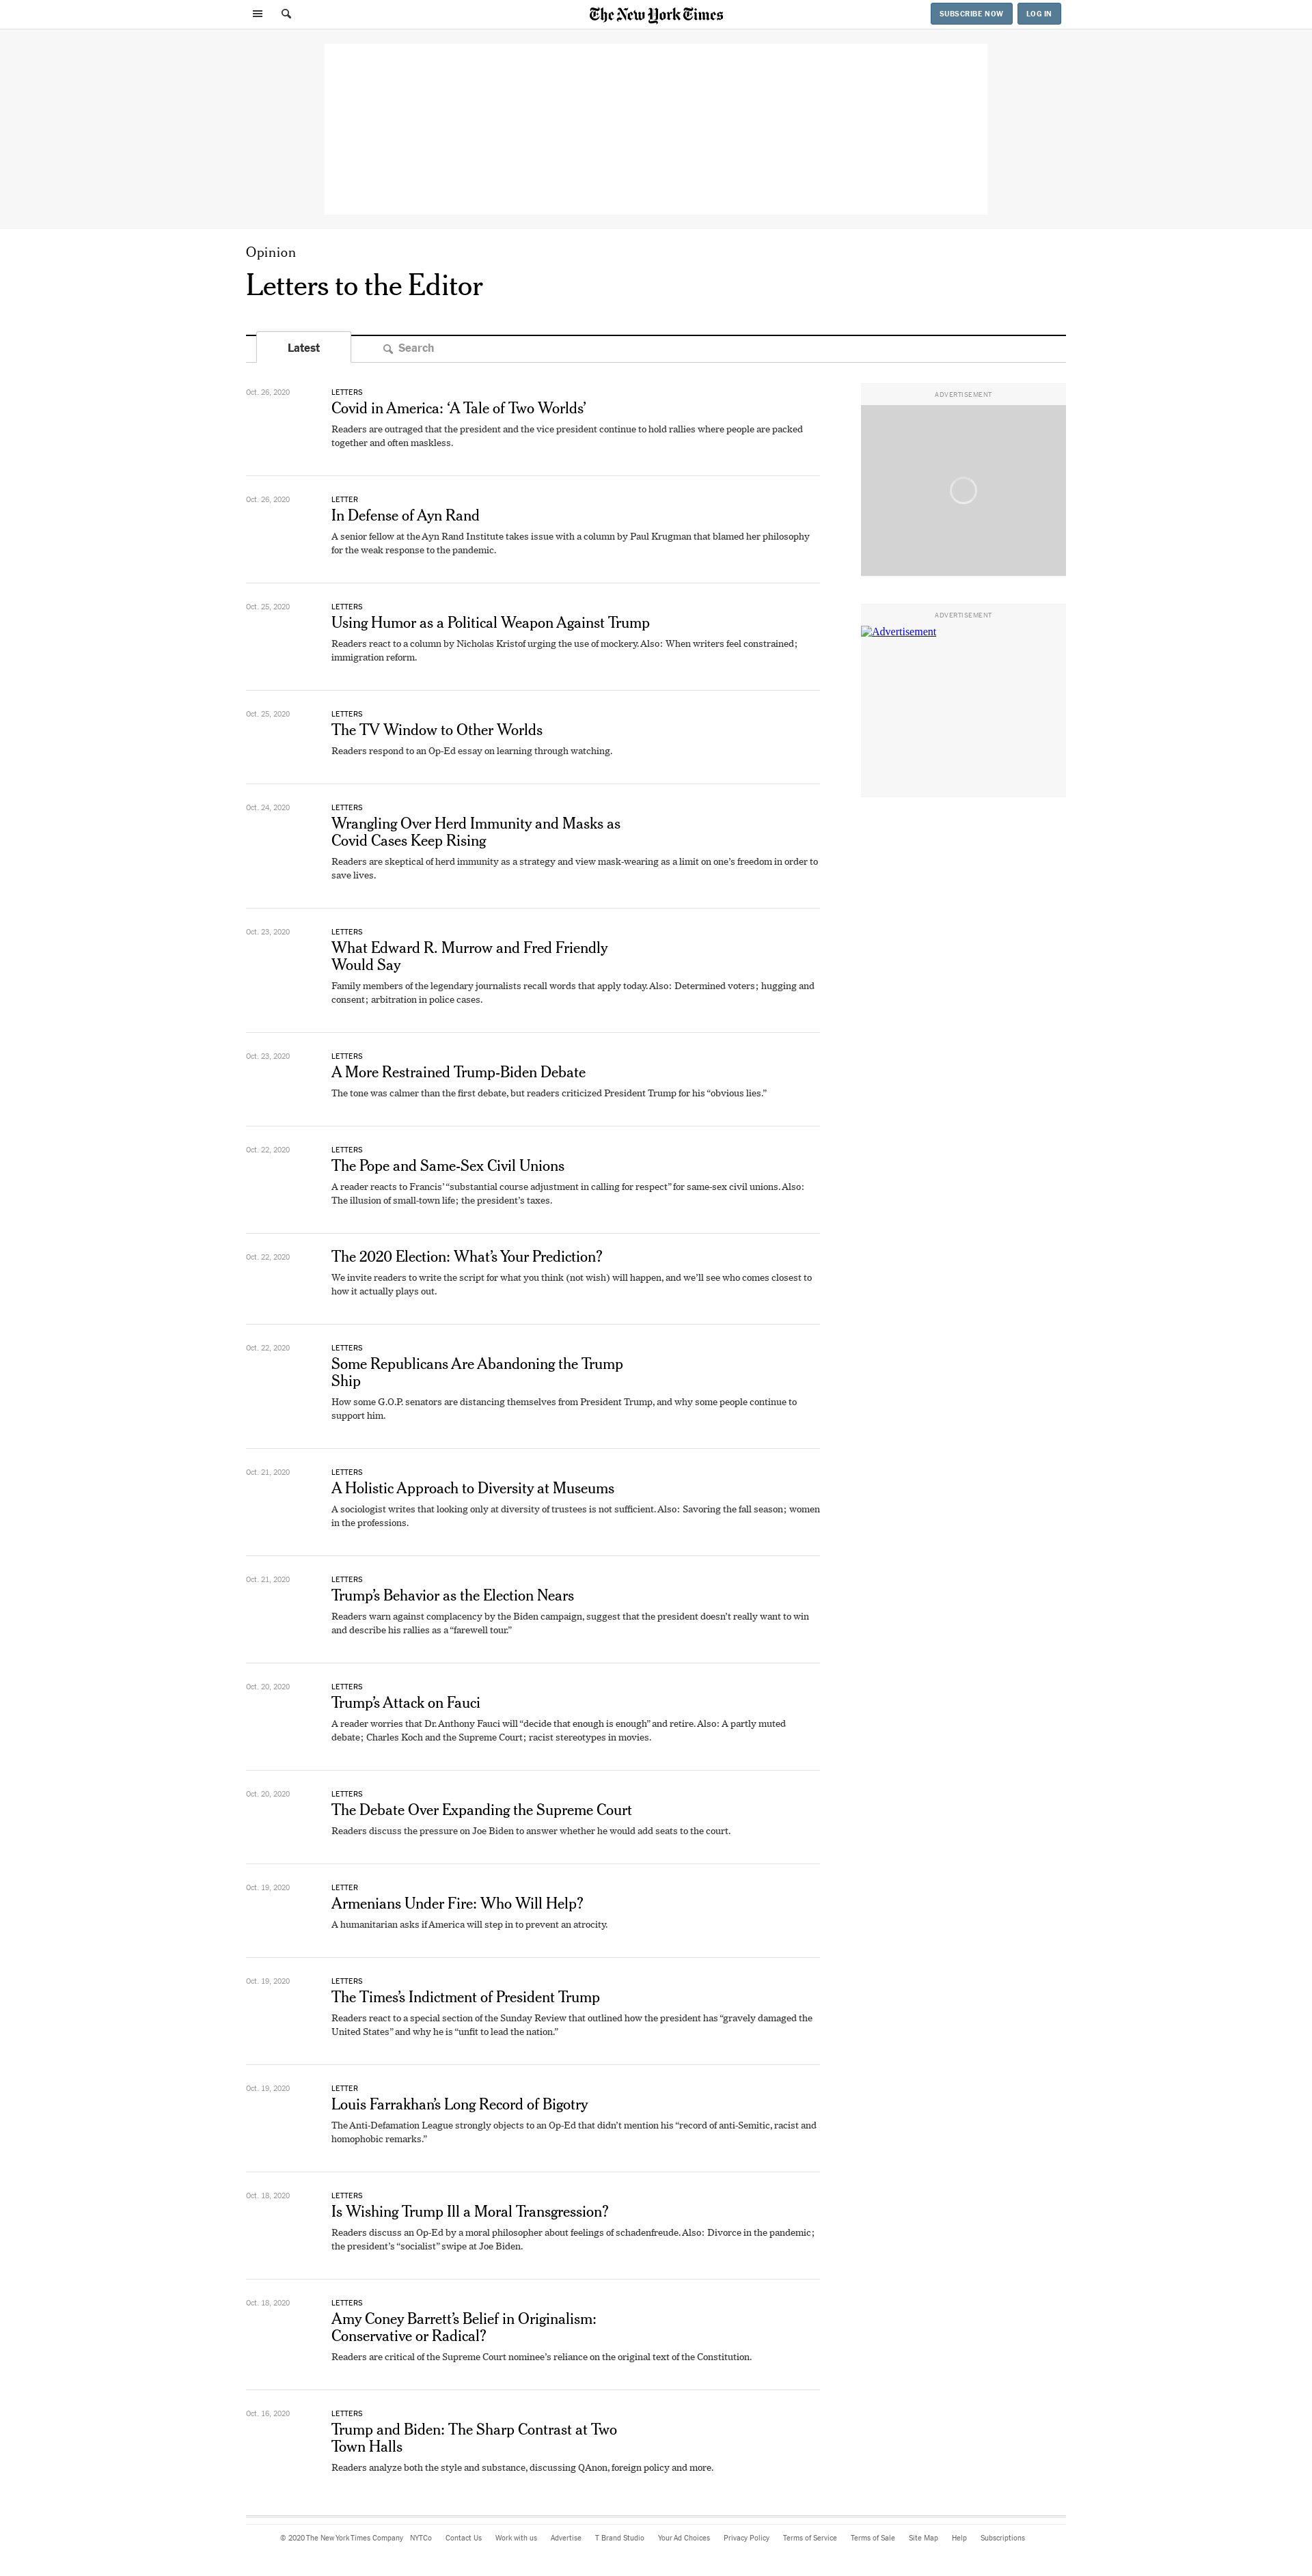 The New York Times
SUBSCRIBE NOW
LOG IN
Opinion
Letters to the Editor
Latest
Search
Oct. 26, 2020
LETTERS
Covid in America: ‘A Tale of Two Worlds’
Readers are outraged that the president and the vice president continue to hold rallies where people are packed
together and often maskless.
Oct. 26, 2020
LETTER
In Defense of Ayn Rand
A senior fellow at the Ayn Rand Institute takes issue with a column by Paul Krugman that blamed her philosophy
for the weak response to the pandemic.
Oct. 25, 2020
LETTERS
Using Humor as a Political Weapon Against Trump
Readers react to a column by Nicholas Kristof urging the use of mockery. Also: When writers feel constrained;
immigration reform.
Oct. 25, 2020
LETTERS
The TV Window to Other Worlds
Readers respond to an Op-Ed essay on learning through watching.
Oct. 24, 2020
LETTERS
Wrangling Over Herd Immunity and Masks as
Covid Cases Keep Rising
Readers are skeptical of herd immunity as a strategy and view mask-wearing as a limit on one’s freedom in order to
save lives.
Oct. 23, 2020
LETTERS
What Edward R. Murrow and Fred Friendly
Would Say
Family members of the legendary journalists recall words that apply today. Also: Determined voters; hugging and
consent; arbitration in police cases.
Oct. 23, 2020
LETTERS
A More Restrained Trump-Biden Debate
The tone was calmer than the first debate, but readers criticized President Trump for his “obvious lies.”
Oct. 22, 2020
LETTERS
The Pope and Same-Sex Civil Unions
A reader reacts to Francis’ “substantial course adjustment in calling for respect” for same-sex civil unions. Also:
The illusion of small-town life; the president’s taxes.
Oct. 22, 2020
The 2020 Election: What’s Your Prediction?
We invite readers to write the script for what you think (not wish) will happen, and we’ll see who comes closest to
how it actually plays out.
Oct. 22, 2020
LETTERS
Some Republicans Are Abandoning the Trump
Ship
How some G.O.P. senators are distancing themselves from President Trump, and why some people continue to
support him.
Oct. 21, 2020
LETTERS
A Holistic Approach to Diversity at Museums
A sociologist writes that looking only at diversity of trustees is not sufficient. Also: Savoring the fall season; women
in the professions.
Oct. 21, 2020
LETTERS
Trump’s Behavior as the Election Nears
Readers warn against complacency by the Biden campaign, suggest that the president doesn’t really want to win
and describe his rallies as a “farewell tour.”
Oct. 20, 2020
LETTERS
Trump’s Attack on Fauci
A reader worries that Dr. Anthony Fauci will “decide that enough is enough” and retire. Also: A partly muted
debate; Charles Koch and the Supreme Court; racist stereotypes in movies.
Oct. 20, 2020
LETTERS
The Debate Over Expanding the Supreme Court
Readers discuss the pressure on Joe Biden to answer whether he would add seats to the court.
Oct. 19, 2020
LETTER
Armenians Under Fire: Who Will Help?
A humanitarian asks if America will step in to prevent an atrocity.
Oct. 19, 2020
LETTERS
The Times’s Indictment of President Trump
Readers react to a special section of the Sunday Review that outlined how the president has “gravely damaged the
United States” and why he is “unfit to lead the nation.”
Oct. 19, 2020
LETTER
Louis Farrakhan’s Long Record of Bigotry
The Anti-Defamation League strongly objects to an Op-Ed that didn’t mention his “record of anti-Semitic, racist and
homophobic remarks.”
Oct. 18, 2020
LETTERS
Is Wishing Trump Ill a Moral Transgression?
Readers discuss an Op-Ed by a moral philosopher about feelings of schadenfreude. Also: Divorce in the pandemic;
the president’s “socialist” swipe at Joe Biden.
Oct. 18, 2020
LETTERS
Amy Coney Barrett’s Belief in Originalism:
Conservative or Radical?
Readers are critical of the Supreme Court nominee’s reliance on the original text of the Constitution.
Oct. 16, 2020
LETTERS
Trump and Biden: The Sharp Contrast at Two
Town Halls
Readers analyze both the style and substance, discussing QAnon, foreign policy and more.
ADVERTISEMENT
ADVERTISEMENT
Advertisement
© 2020 The New York Times Company NYTCo Contact Us Work with us Advertise T Brand Studio Your Ad Choices Privacy Policy Terms of Service Terms of Sale Site Map Help Subscriptions